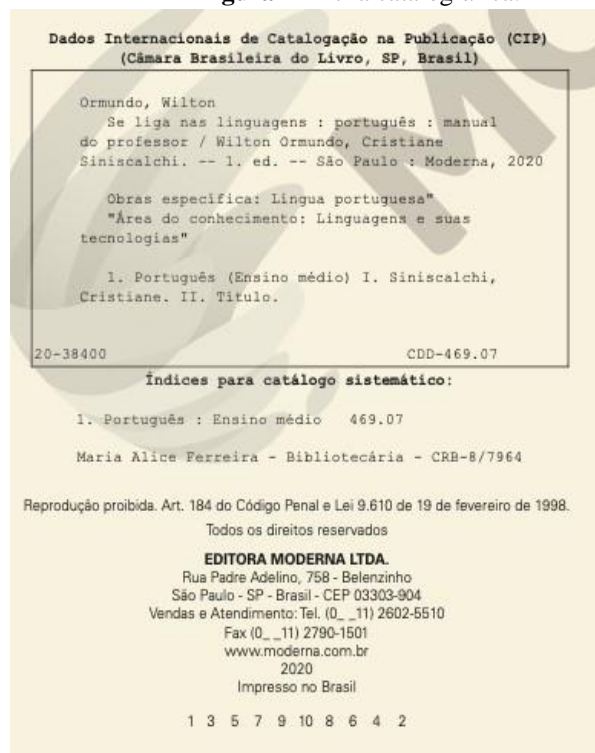 Dados Internacionais de Catalogação na Publicação (CIP)
(Câmara Brasileira do Livro, SP, Brasil)
Ormundo, Wilton
Se liga nas linguagens : português : manual
do professor / Wilton Ormundo, Cristiane
Siniscalchi. -- 1. ed. -- São Paulo : Moderna, 2020
Obras específica: Língua portuguesa"
"Área do conhecimento: Linguagens e suas
tecnologias"
1. Português (Ensino médio) I. Siniscalchi,
Cristiane. II. Título.
20-38400 CDD-469.07
Índices para catálogo sistemático:
1. Português : Ensino médio 469.07
Maria Alice Ferreira - Bibliotecária - CRB-8/7964
Reprodução proibida. Art. 184 do Código Penal e Lei 9.610 de 19 de fevereiro de 1998.
Todos os direitos reservados
EDITORA MODERNA LTDA.
Rua Padre Adelino, 758 - Belenzinho
São Paulo - SP - Brasil - CEP 03303-904
Vendas e Atendimento: Tel. (0_ _11) 2602-5510
Fax (0_ _11) 2790-1501
www.moderna.com.br
2020
Impresso no Brasil
1 3 5 7 9 10 8 6 4 2